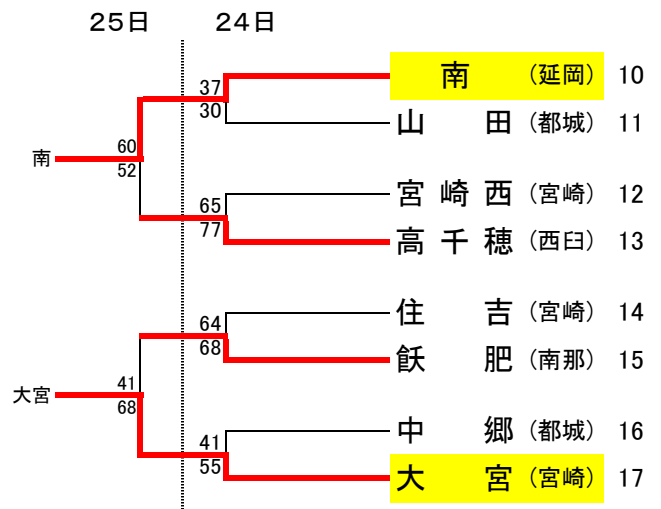 25日 24日
37 南 (延岡) 10
30 山田 (都城) 11
南 60
52
65 宮崎西 (宮崎) 12
77 高千穂 (西臼) 13
64 住吉 (宮崎) 14
68 飫肥 (南那) 15
大宮 41
68
41 中郷 (都城) 16
55 大宮 (宮崎) 17